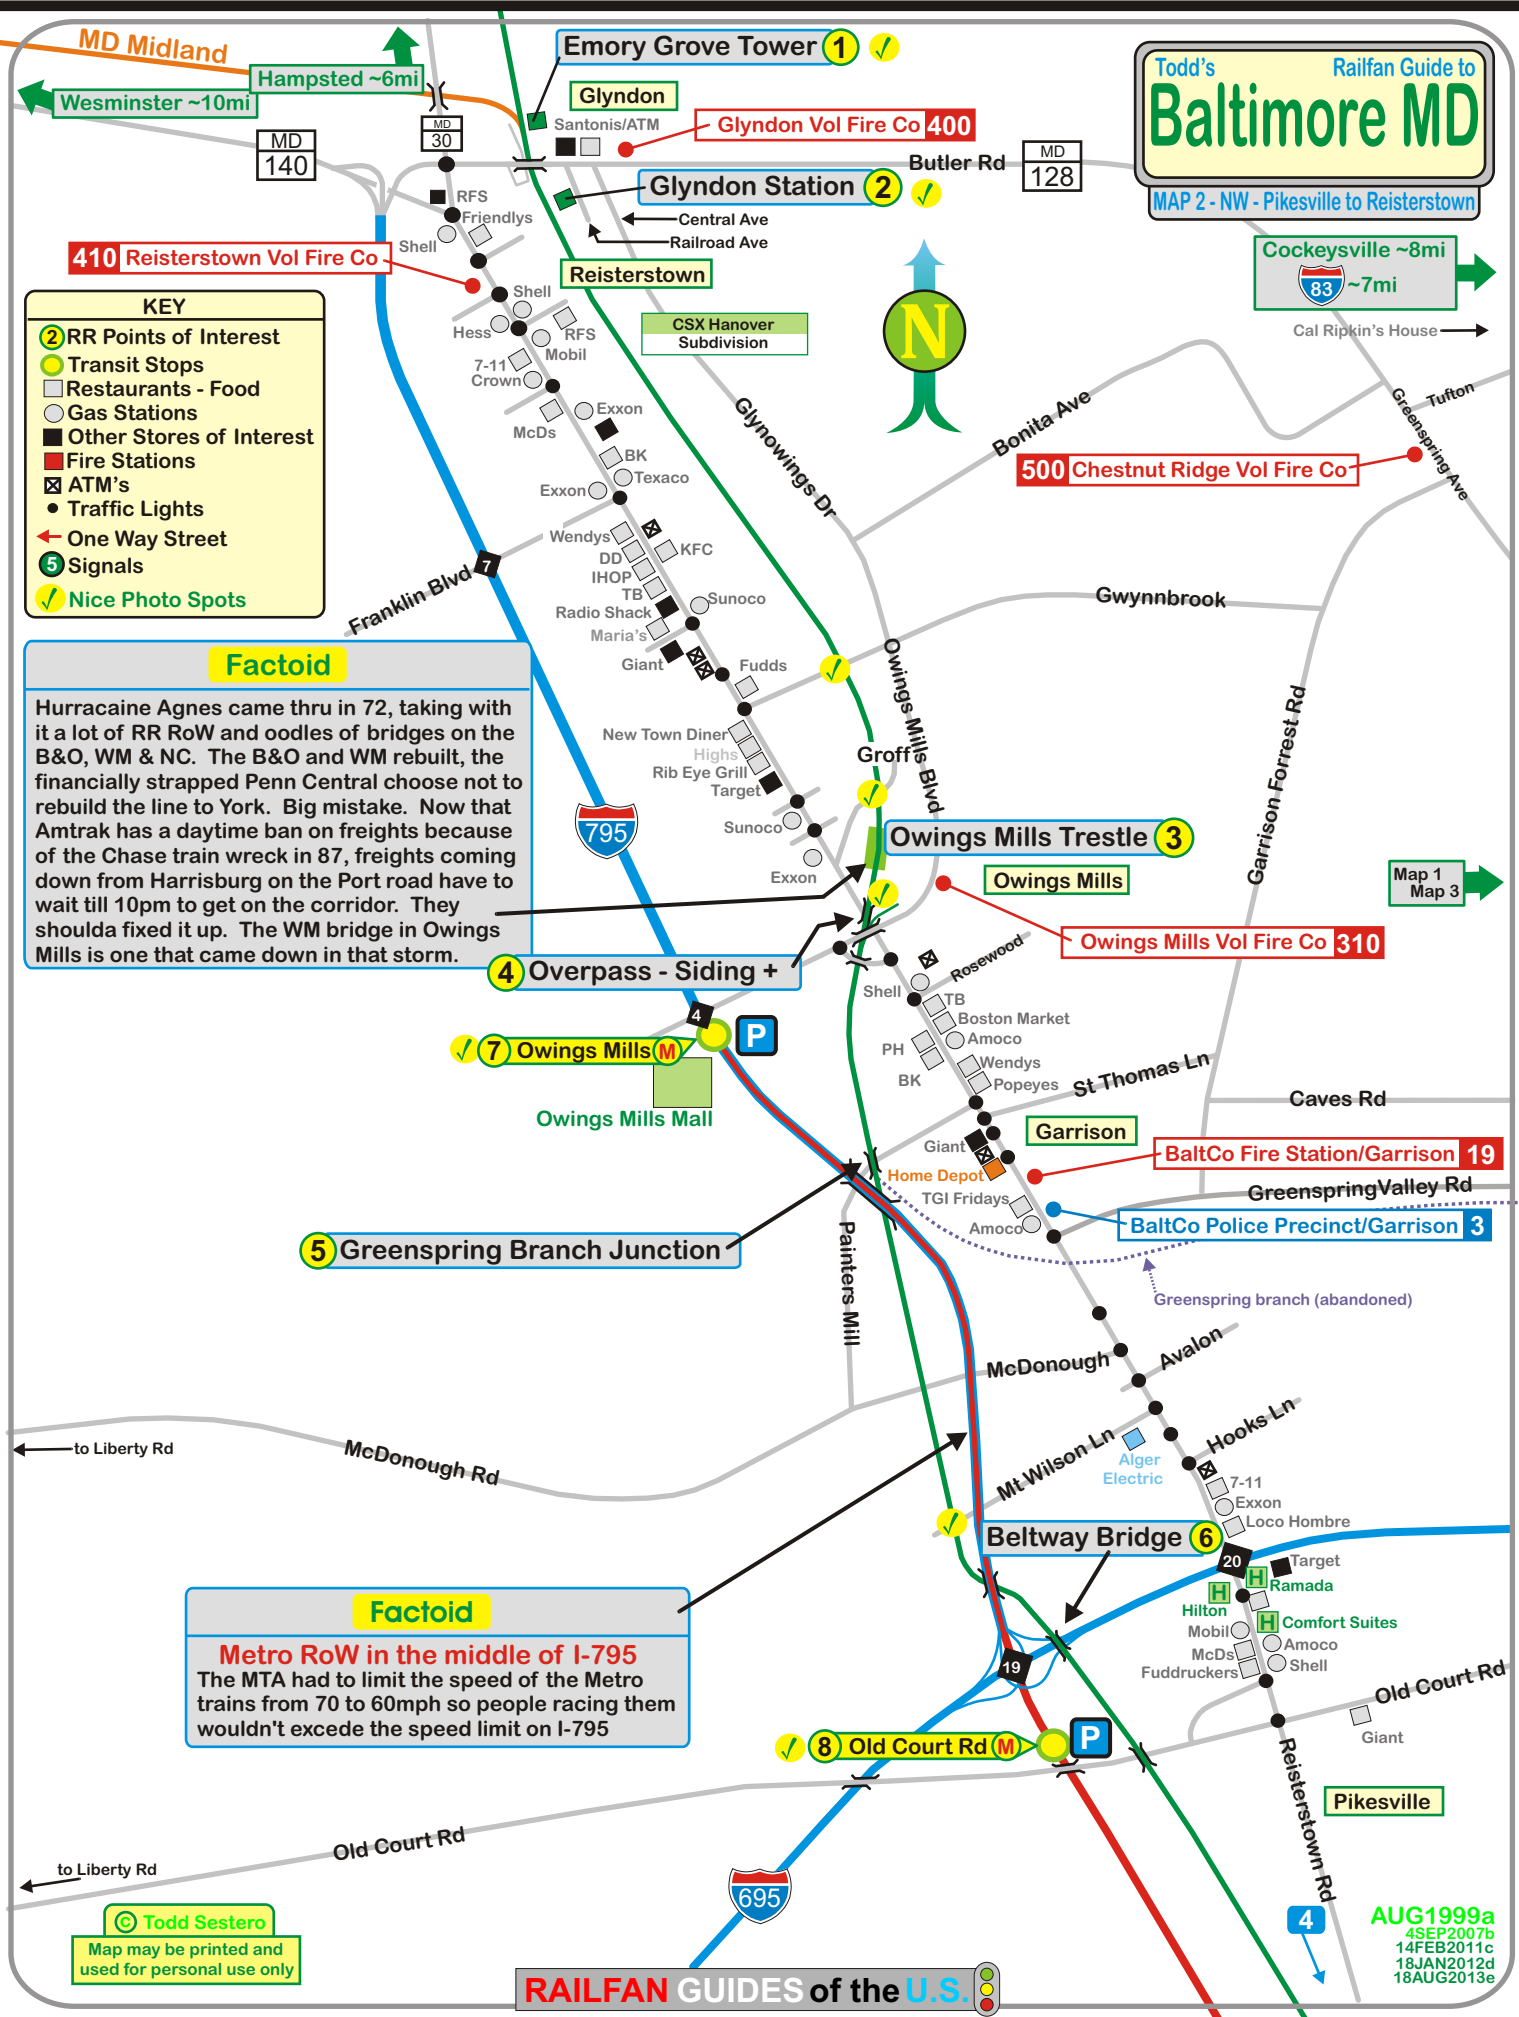 MD Midland
Hampsted ~6mi
Wesminster ~10mi
Emory Grove Tower 1
Glyndon
Santonis/ATM
Glyndon Vol Fire Co 400
MD
140
MD
30
Butler Rd
MD
128
Todd's
Railfan Guide to
Baltimore MD
MAP 2 - NW - Pikesville to Reisterstown
Glyndon Station 2
Central Ave
Railroad Ave
RFS
Friendlys
Shell
410 Reisterstown Vol Fire Co
Reisterstown
Cockeysville ~8mi
83 ~7mi
Cal Ripkin's House
KEY
2 RR Points of Interest
Transit Stops
Restaurants - Food
Gas Stations
Other Stores of Interest
Fire Stations
ATM's
Traffic Lights
One Way Street
5 Signals
Nice Photo Spots
Shell
Hess
RFS
Mobil
7-11
Crown
McDs
Exxon
BK
Texaco
Exxon
CSX Hanover
Subdivision
N
Glynowings Dr
Bonita Ave
Tufton
Greenspring Ave
500 Chestnut Ridge Vol Fire Co
Wendys
DD
IHOP
TB
Radio Shack
Maria's
Giant
KFC
Sunoco
Fudds
7
Franklin Blvd
Gwynnbrook
Owings Mills Blvd
Garrison Forrest Rd
Factoid
Hurracaine Agnes came thru in 72, taking with
it a lot of RR RoW and oodles of bridges on the
B&O, WM & NC.  The B&O and WM rebuilt, the
financially strapped Penn Central choose not to
rebuild the line to York.  Big mistake.  Now that
Amtrak has a daytime ban on freights because
of the Chase train wreck in 87, freights coming
down from Harrisburg on the Port road have to
wait till 10pm to get on the corridor.  They
shoulda fixed it up.  The WM bridge in Owings
Mills is one that came down in that storm.
New Town Diner
Highs
Rib Eye Grill
Target
Sunoco
Exxon
795
Groff
Owings Mills Trestle 3
Owings Mills
Map 1
Map 3
Owings Mills Vol Fire Co 310
4 Overpass - Siding +
Rosewood
Shell
TB
Boston Market
Amoco
PH
BK
Wendys
Popeyes
4
P
7 Owings Mills M
Owings Mills Mall
St Thomas Ln
Caves Rd
Garrison
Giant
Home Depot
TGI Fridays
Amoco
BaltCo Fire Station/Garrison 19
GreenspringValley Rd
BaltCo Police Precinct/Garrison 3
5 Greenspring Branch Junction
Painters Mill
Greenspring branch (abandoned)
McDonough
Avalon
Hooks Ln
to Liberty Rd
McDonough Rd
Mt Wilson Ln
Alger
Electric
7-11
Exxon
Loco Hombre
Beltway Bridge 6
20
Target
H
Ramada
H
Hilton
H Comfort Suites
Mobil
McDs
Fuddruckers
Amoco
Shell
Factoid
Metro RoW in the middle of I-795
The MTA had to limit the speed of the Metro
trains from 70 to 60mph so people racing them
wouldn't excede the speed limit on I-795
19
Old Court Rd
Giant
8 Old Court Rd M
P
Reisterstown Rd
Pikesville
Old Court Rd
to Liberty Rd
695
4
© Todd Sestero
Map may be printed and
used for personal use only
AUG1999a
4SEP2007b
14FEB2011c
18JAN2012d
18AUG2013e
RAILFAN GUIDES of the U.S.